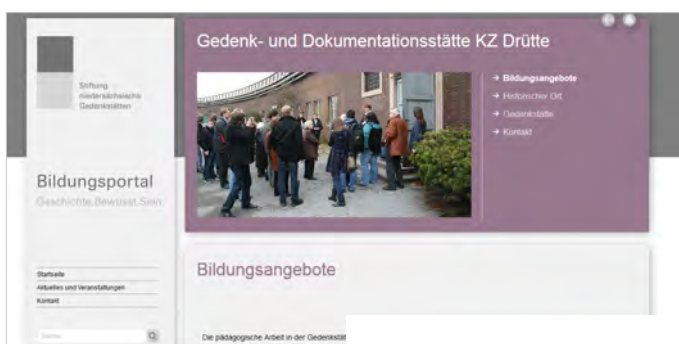 Stiftung
niedersächsische
Gedenkstätten
Bildungsportal
Geschichte.Bewusst.Sein.
Startseite
Aktuelles und Veranstaltungen
Kontakt
Suche
Gedenk- und Dokumentationsstätte KZ Drütte
→ Bildungsangebote
→ Historischer Ort
→ Gedenkstätte
→ Kontakt
Bildungsangebote
Die pädagogische Arbeit in der Gedenkstät